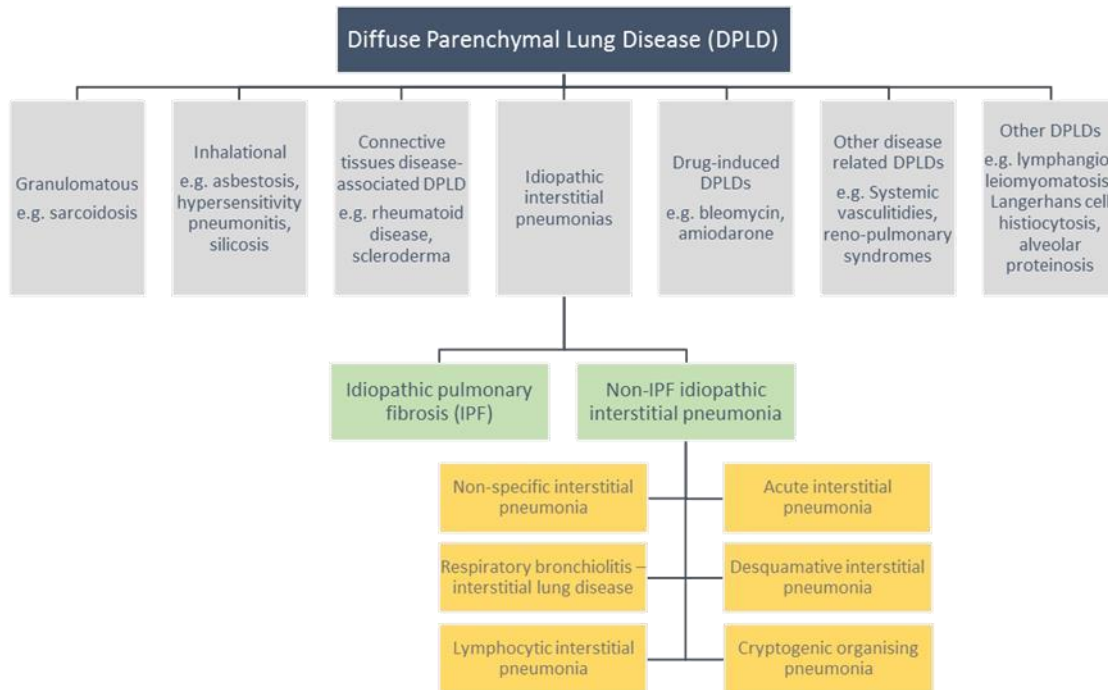 Diffuse Parenchymal Lung Disease (DPLD)
Granulomatous
e.g. sarcoidosis
Inhalational
e.g. asbestosis,
hypersensitivity
pneumonitis,
silicosis
Connective
tissues disease-
associated DPLD
e.g. rheumatoid
disease,
scleroderma
Idiopathic
interstitial
pneumonias
Drug-induced
DPLDs
e.g. bleomycin,
amiodarone
Other disease
related DPLDs
e.g. Systemic
vasculitidies,
reno-pulmonary
syndromes
Other DPLDs
e.g. lymphangio
leiomyomatosis,
Langerhans cell
histiocytosis,
alveolar
proteinosis
Idiopathic pulmonary
fibrosis (IPF)
Non-IPF idiopathic
interstitial pneumonia
Non-specific interstitial
pneumonia
Acute interstitial
pneumonia
Respiratory bronchiolitis –
interstitial lung disease
Desquamative interstitial
pneumonia
Lymphocytic interstitial
pneumonia
Cryptogenic organising
pneumonia